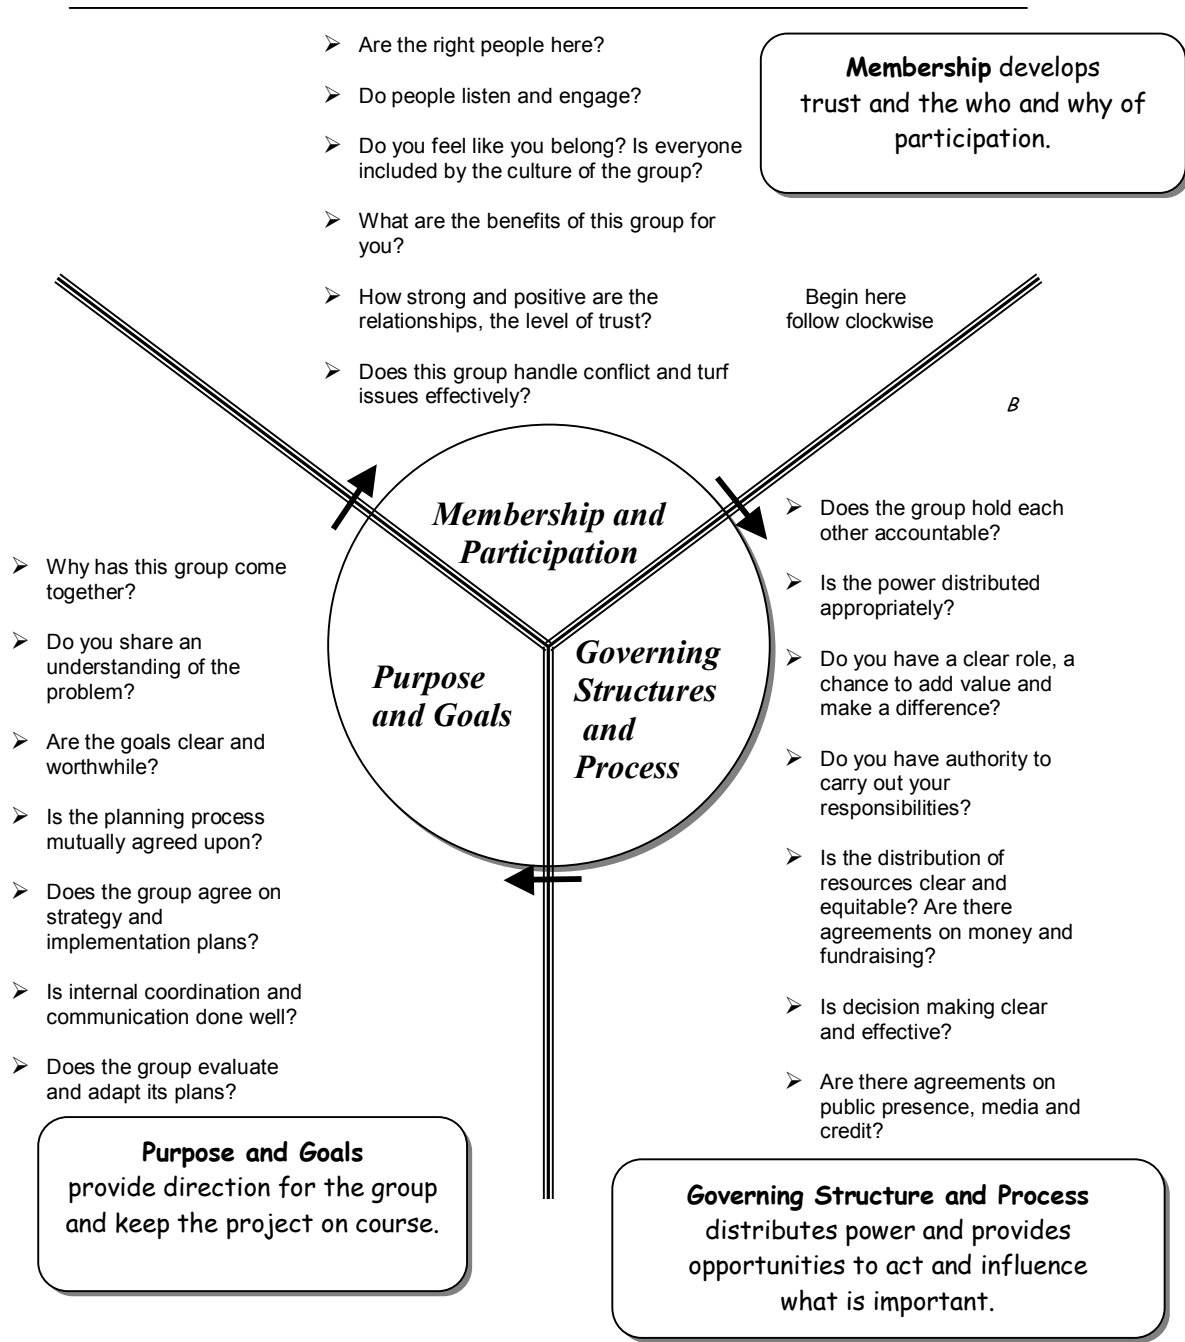 ➢ Are the right people here?
➢ Do people listen and engage?
➢ Do you feel like you belong? Is everyone
included by the culture of the group?
➢ What are the benefits of this group for
you?
➢ How strong and positive are the
relationships, the level of trust?
➢ Does this group handle conflict and turf
issues effectively?
Membership develops
trust and the who and why of
participation.
Begin here
follow clockwise
B
Membership and
Participation
Governing
Structures
and
Process
Purpose
and Goals
➢ Does the group hold each
other accountable?
➢ Is the power distributed
appropriately?
➢ Do you have a clear role, a
chance to add value and
make a difference?
➢ Do you have authority to
carry out your
responsibilities?
➢ Is the distribution of
resources clear and
equitable? Are there
agreements on money and
fundraising?
➢ Is decision making clear
and effective?
➢ Are there agreements on
public presence, media and
credit?
Governing Structure and Process
distributes power and provides
opportunities to act and influence
what is important.
➢ Why has this group come
together?
➢ Do you share an
understanding of the
problem?
➢ Are the goals clear and
worthwhile?
➢ Is the planning process
mutually agreed upon?
➢ Does the group agree on
strategy and
implementation plans?
➢ Is internal coordination and
communication done well?
➢ Does the group evaluate
and adapt its plans?
Purpose and Goals
provide direction for the group
and keep the project on course.